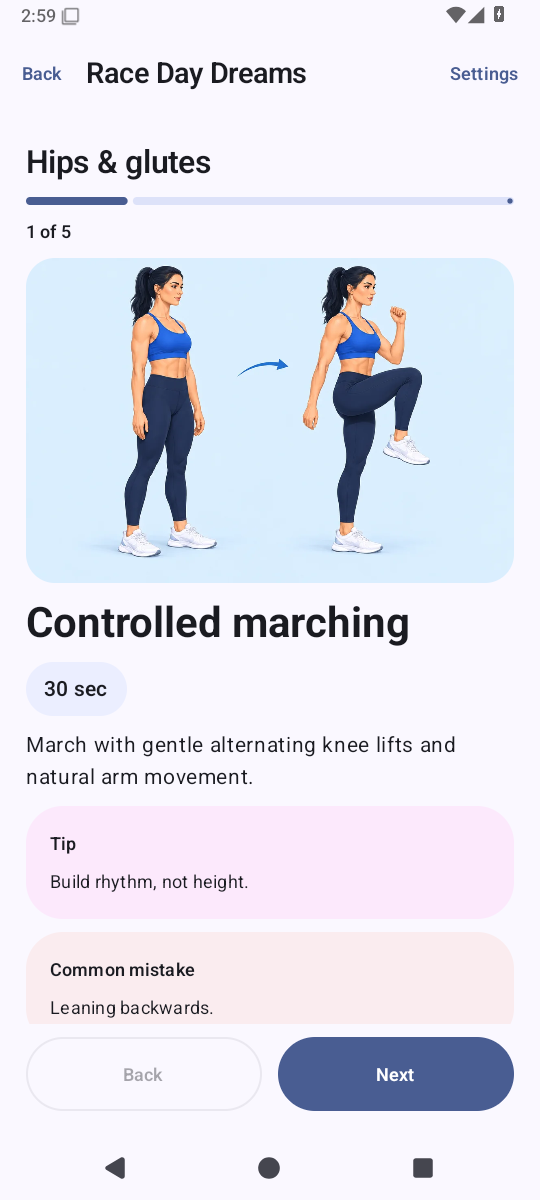 2:59
Back Race Day Dreams Settings
Hips & glutes
1 of 5
Controlled marching
30 sec
March with gentle alternating knee lifts and
natural arm movement.
Tip
Build rhythm, not height.
Common mistake
Leaning backwards.
Back Next